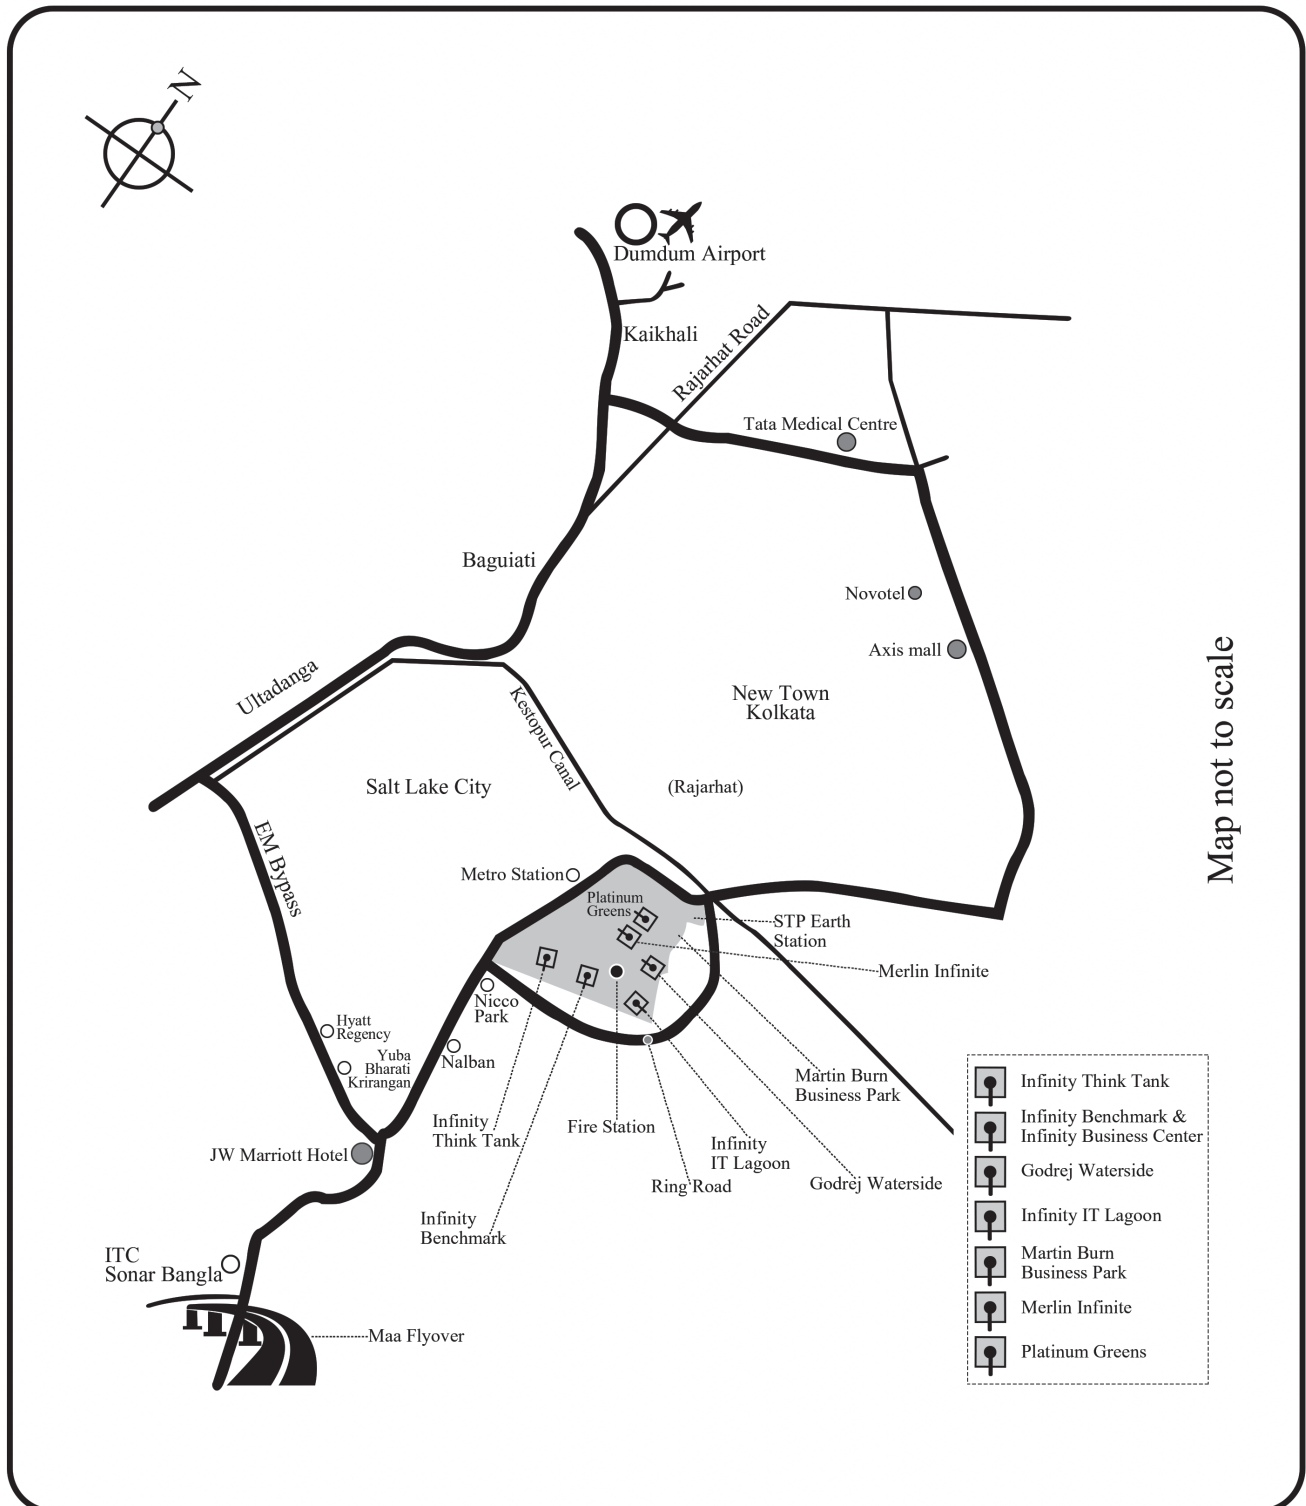 N
Dumdum Airport
Kaikhali
Rajarhat Road
Tata Medical Centre
Baguiati
Novotel
Axis mall
Ultadanga
Kestopur Canal
New Town
Kolkata
(Rajarhat)
Salt Lake City
Map not to scale
EM Bypass
Metro Station
Platinum
Greens
STP Earth
Station
Merlin Infinite
Nicco
Park
Hyatt
Regency
Yuba
Bharati
Krirangan
Nalban
Martin Burn
Business Park
Infinity
Think Tank
Fire Station
Infinity
IT Lagoon
JW Marriott Hotel
Ring Road
Godrej Waterside
Infinity
Benchmark
ITC
Sonar Bangla
Maa Flyover
Infinity Think Tank
Infinity Benchmark &
Infinity Business Center
Godrej Waterside
Infinity IT Lagoon
Martin Burn
Business Park
Merlin Infinite
Platinum Greens